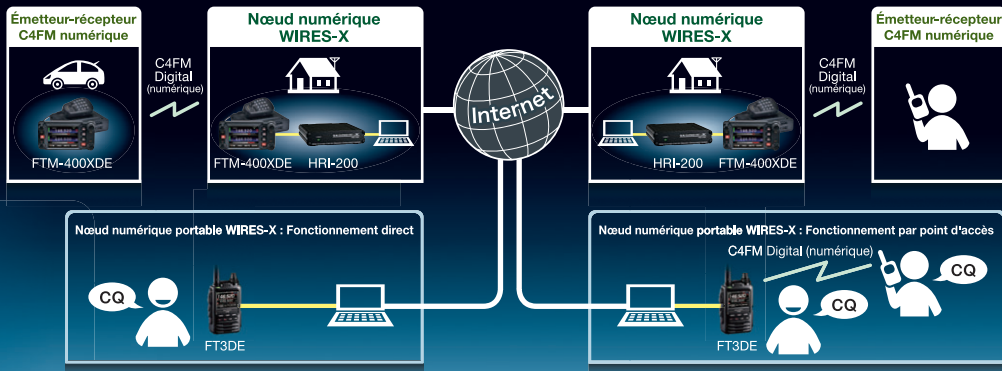 Émetteur-récepteur
C4FM numérique
FTM-400XDE
C4FM
Digital
(numérique)
Nœud numérique
WIRES-X
FTM-400XDE
HRI-200
Internet
Nœud numérique
WIRES-X
HRI-200
FTM-400XDE
C4FM
Digital
(numérique)
Émetteur-récepteur
C4FM numérique
Nœud numérique portable WIRES-X : Fonctionnement direct
CQ
FT3DE
Nœud numérique portable WIRES-X : Fonctionnement par point d'accès
C4FM Digital (numérique)
CQ
CQ
FT3DE